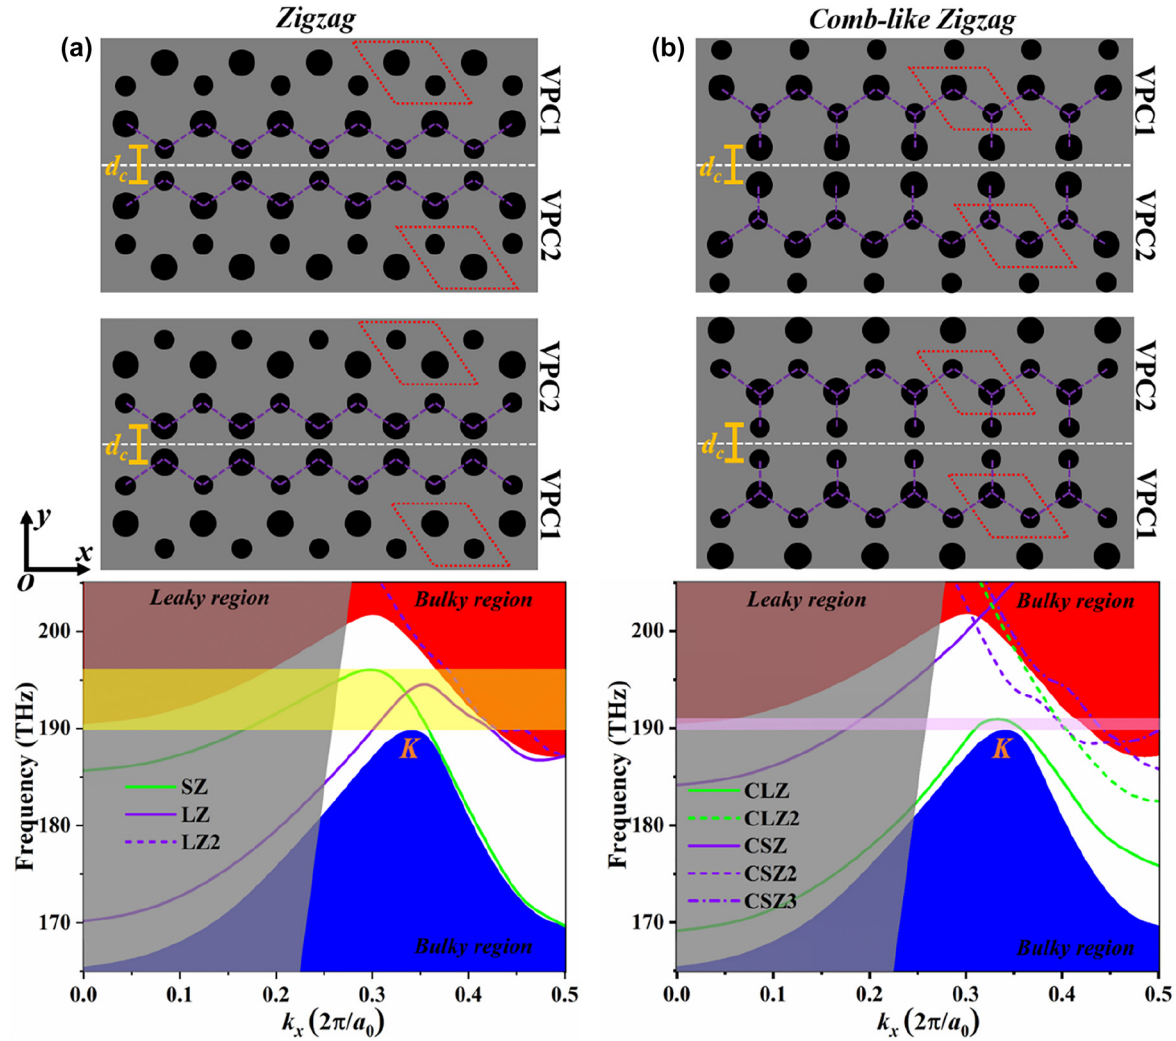 Zigzag
(a)
VPC1
d_c
VPC2
VPC2
d_c
VPC1
y
x
o
Leaky region
Bulky region
200
190
180
170
Frequency (THz)
K
SZ
LZ
LZ2
Bulky region
0.0 0.1 0.2 0.3 0.4 0.5
k_x (2π/a_0)
Comb-like Zigzag
(b)
VPC1
d_c
VPC2
VPC2
d_c
VPC1
Leaky region
Bulky region
200
190
180
170
Frequency (THz)
K
CLZ
CLZ2
CSZ
CSZ2
CSZ3
Bulky region
0.0 0.1 0.2 0.3 0.4 0.5
k_x (2π/a_0)